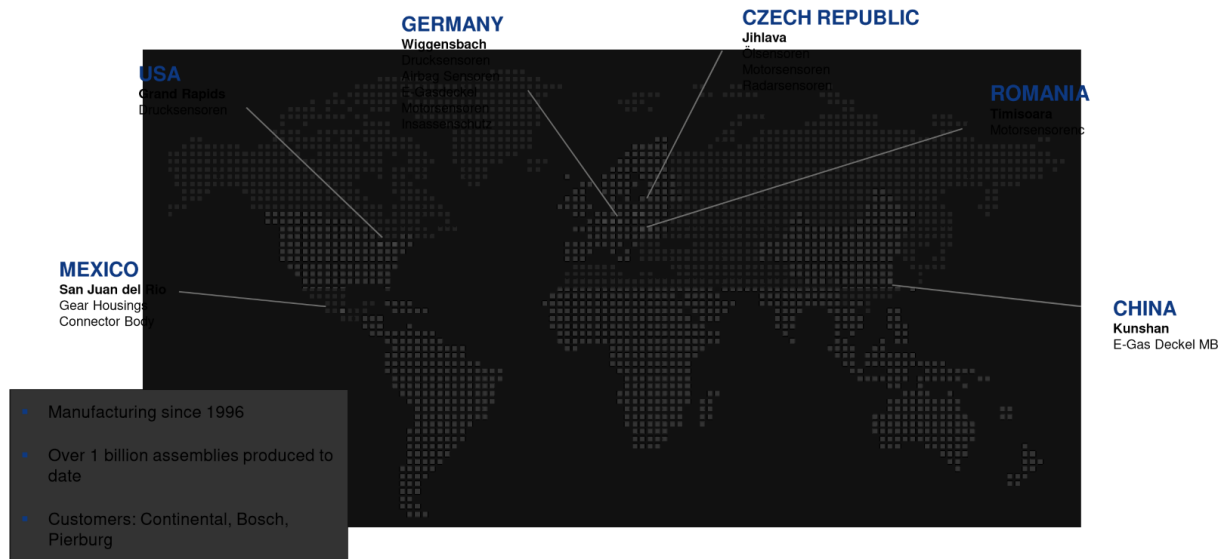 GERMANY
Wiggensbach
Drucksensoren
Airbag Sensoren
E-Gasdeckel
Motorsensoren
Insassenschutz
CZECH REPUBLIC
Jihlava
Ölsensoren
Motorsensoren
Radarsensoren
USA
Grand Rapids
Drucksensoren
ROMANIA
Timisoara
Motorsensorenc
MEXICO
San Juan del Rio
Gear Housings
Connector Body
CHINA
Kunshan
E-Gas Deckel MB
• Manufacturing since 1996
• Over 1 billion assemblies produced to
date
• Customers: Continental, Bosch,
Pierburg